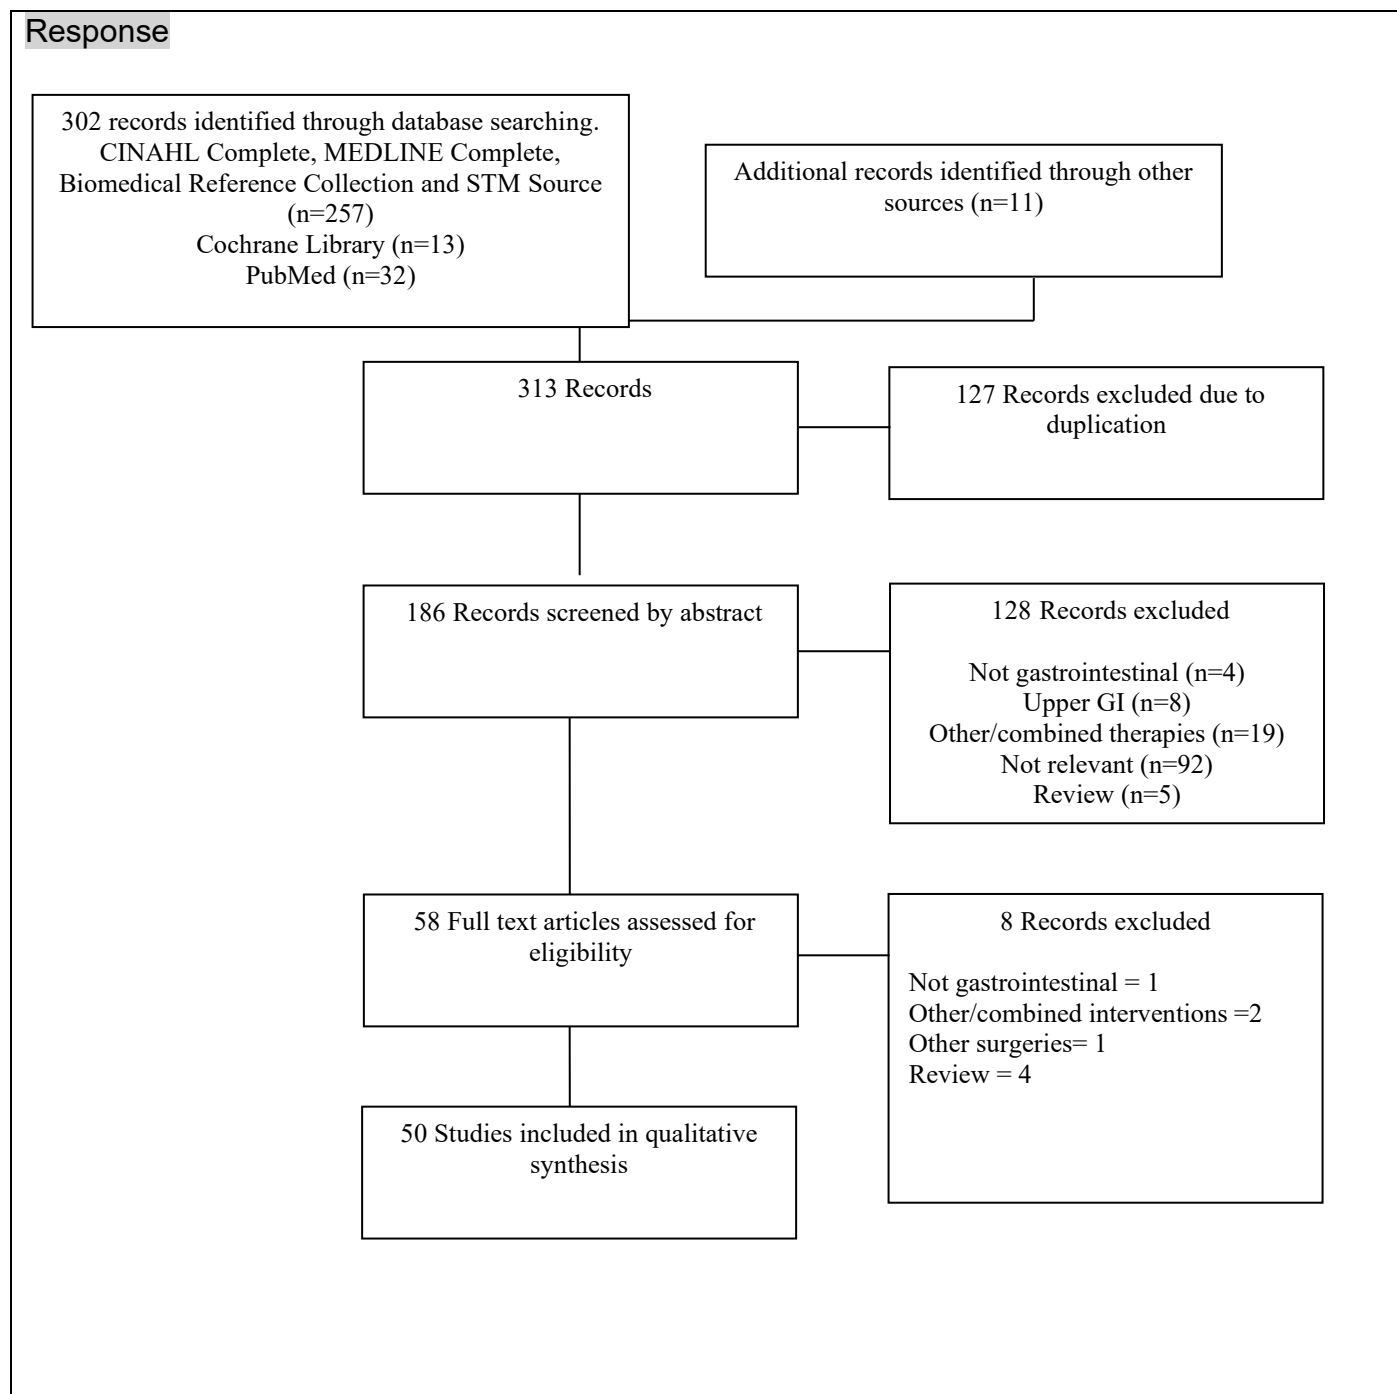 Response
302 records identified through database searching.
CINAHL Complete, MEDLINE Complete,
Biomedical Reference Collection and STM Source
(n=257)
Cochrane Library (n=13)
PubMed (n=32)
Additional records identified through other
sources (n=11)
313 Records
127 Records excluded due to
duplication
186 Records screened by abstract
128 Records excluded
Not gastrointestinal (n=4)
Upper GI (n=8)
Other/combined therapies (n=19)
Not relevant (n=92)
Review (n=5)
58 Full text articles assessed for
eligibility
8 Records excluded
Not gastrointestinal = 1
Other/combined interventions =2
Other surgeries= 1
Review = 4
50 Studies included in qualitative
synthesis